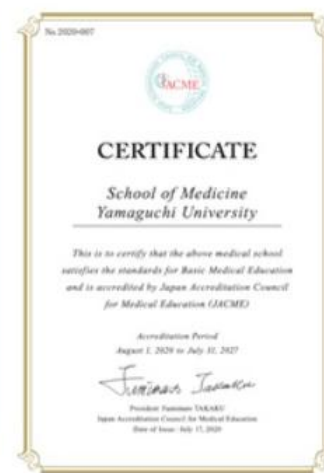 No.2020-007
JACME
CERTIFICATE
School of Medicine
Yamaguchi University
This is to certify that the above medical school
satisfies the standards for Basic Medical Education
and is accredited by Japan Accreditation Council
for Medical Education (JACME)
Accreditation Period
August 1, 2020 to July 31, 2027
President Fumimaro TAKAKU
Japan Accreditation Council for Medical Education
Date of Issue: July 17, 2020